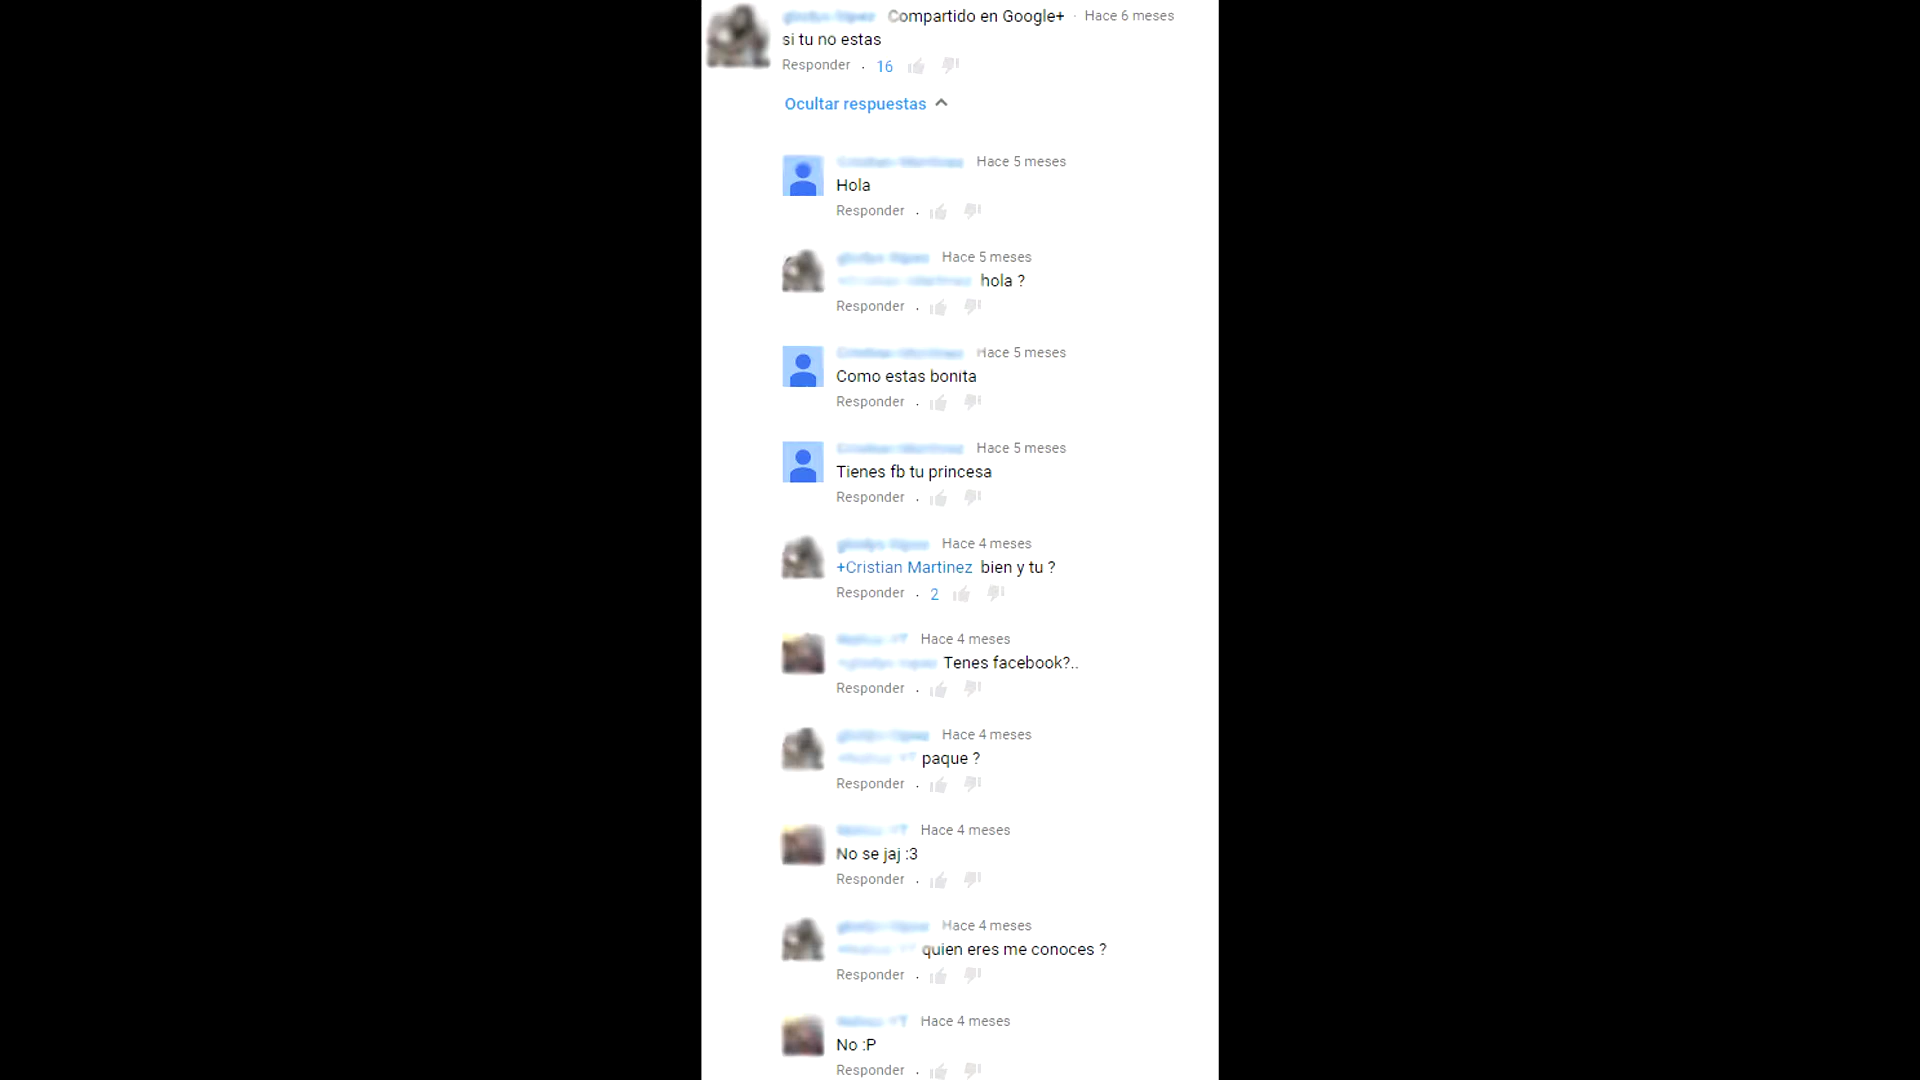 Compartido en Google+ · Hace 6 meses
si tu no estas
Responder . 16
Ocultar respuestas
Hace 5 meses
Hola
Responder .
Hace 5 meses
hola ?
Responder .
Hace 5 meses
Como estas bonita
Responder .
Hace 5 meses
Tienes fb tu princesa
Responder .
Hace 4 meses
+Cristian Martinez bien y tu ?
Responder . 2
Hace 4 meses
Tenes facebook?..
Responder .
Hace 4 meses
paque ?
Responder .
Hace 4 meses
No se jaj :3
Responder .
Hace 4 meses
quien eres me conoces ?
Responder .
Hace 4 meses
No :P
Responder .